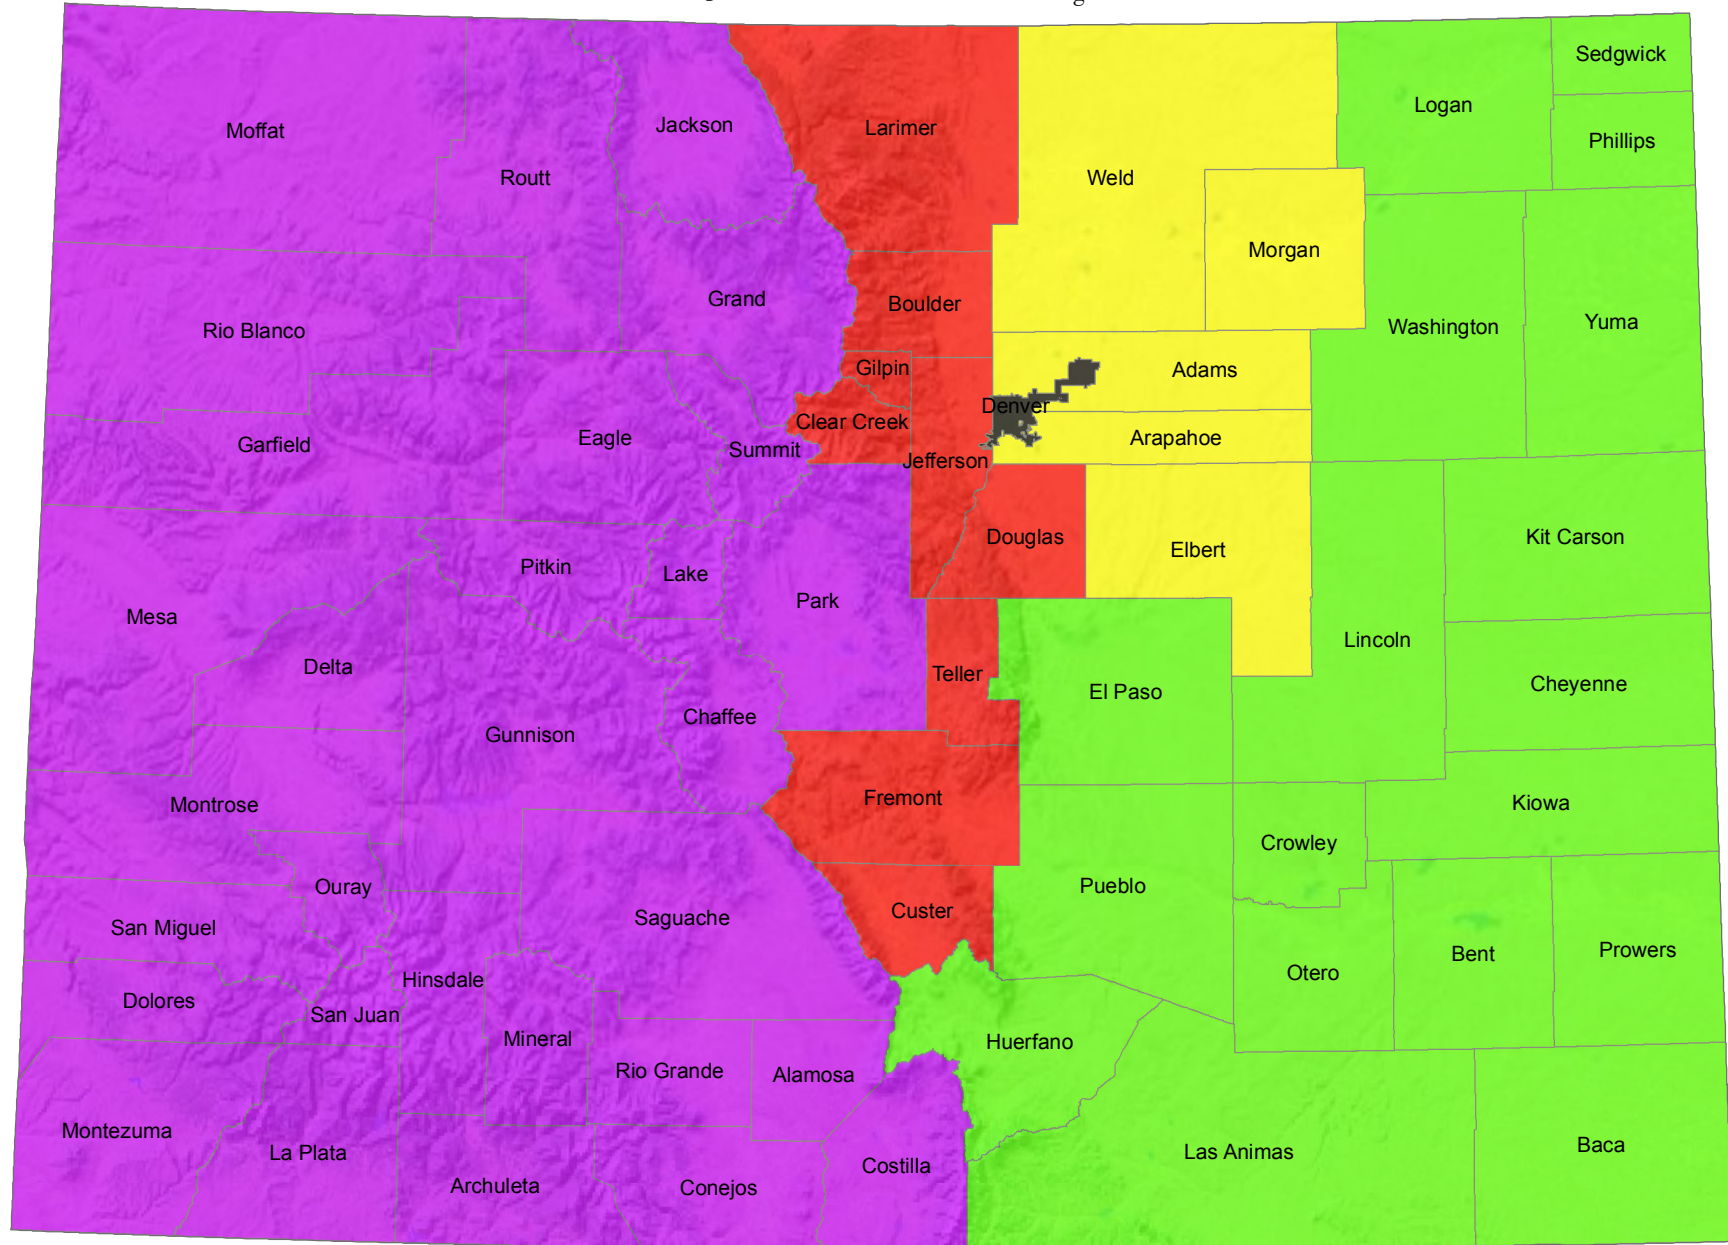 Sedgwick
Logan
Jackson
Larimer
Moffat
Phillips
Routt
Weld
Morgan
Grand
Boulder
Yuma
Washington
Rio Blanco
Gilpin
Adams
Denver
Clear Creek
Eagle
Arapahoe
Garfield
Summit
Jefferson
Douglas
Kit Carson
Elbert
Pitkin
Lake
Park
Mesa
Lincoln
Delta
Teller
Cheyenne
El Paso
Chaffee
Gunnison
Fremont
Kiowa
Montrose
Crowley
Pueblo
Ouray
Custer
Saguache
San Miguel
Prowers
Bent
Otero
Hinsdale
Dolores
San Juan
Mineral
Huerfano
Rio Grande
Alamosa
Montezuma
Baca
La Plata
Las Animas
Costilla
Archuleta
Conejos